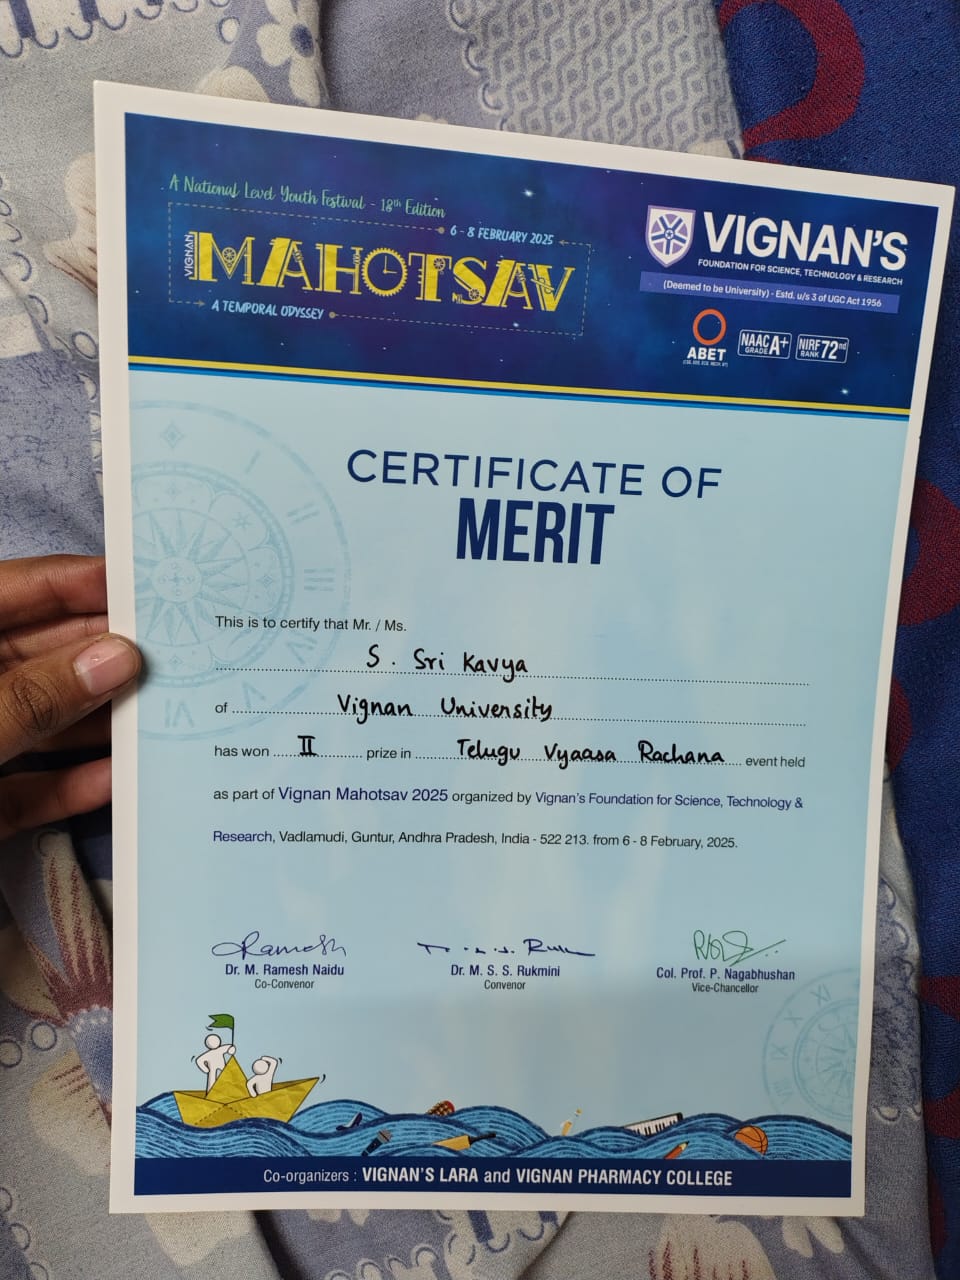 A National Level Youth Festival - 18th Edition
6 - 8 FEBRUARY 2025
VIGNAN
MAHOTSAV
A TEMPORAL ODYSSEY
VIGNAN'S
FOUNDATION FOR SCIENCE, TECHNOLOGY & RESEARCH
(Deemed to be University) - Estd. u/s 3 of UGC Act 1956
ABET
NAAC A+
GRADE
NIRF 72nd
RANK
CERTIFICATE OF
MERIT
This is to certify that Mr. / Ms.
S. Sri Kavya
of Vignan University
has won II prize in Telugu Vyaasa Rachana event held
as part of Vignan Mahotsav 2025 organized by Vignan's Foundation for Science, Technology &
Research, Vadlamudi, Guntur, Andhra Pradesh, India - 522 213. from 6 - 8 February, 2025.
Ramesh
Dr. M. Ramesh Naidu
Co-Convenor
Dr. M. S. S. Rukmini
Convenor
Col. Prof. P. Nagabhushan
Vice-Chancellor
Co-organizers : VIGNAN'S LARA and VIGNAN PHARMACY COLLEGE